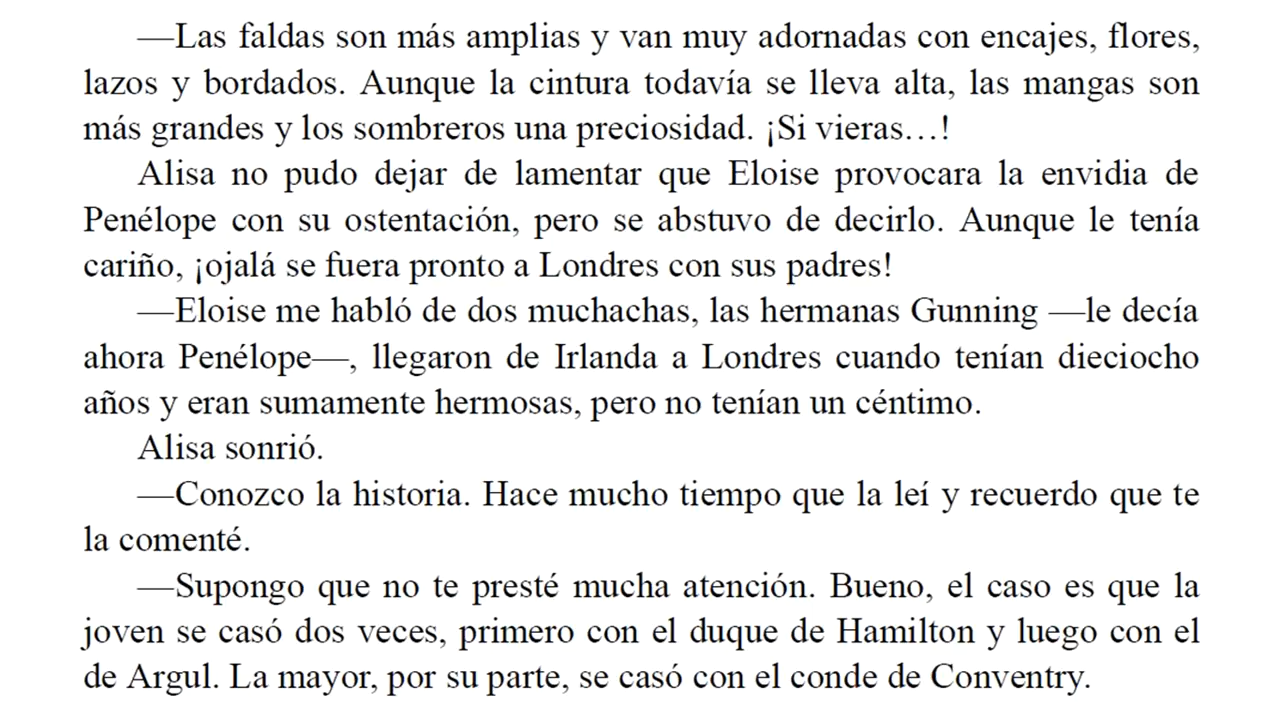 —Las faldas son más amplias y van muy adornadas con encajes, flores,
lazos y bordados. Aunque la cintura todavía se lleva alta, las mangas son
más grandes y los sombreros una preciosidad. ¡Si vieras…!
Alisa no pudo dejar de lamentar que Eloise provocara la envidia de
Penélope con su ostentación, pero se abstuvo de decirlo. Aunque le tenía
cariño, ¡ojalá se fuera pronto a Londres con sus padres!
—Eloise me habló de dos muchachas, las hermanas Gunning —le decía
ahora Penélope—, llegaron de Irlanda a Londres cuando tenían dieciocho
años y eran sumamente hermosas, pero no tenían un céntimo.
Alisa sonrió.
—Conozco la historia. Hace mucho tiempo que la leí y recuerdo que te
la comenté.
—Supongo que no te presté mucha atención. Bueno, el caso es que la
joven se casó dos veces, primero con el duque de Hamilton y luego con el
de Argul. La mayor, por su parte, se casó con el conde de Conventry.